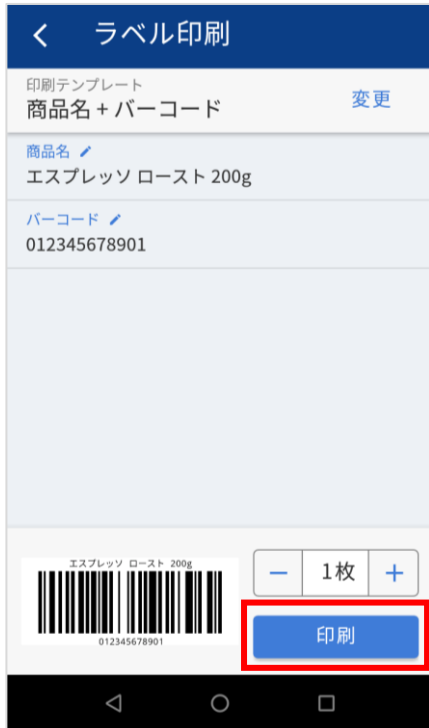 ラベル印刷
印刷テンプレート
商品名 + バーコード
変更
商品名
エスプレッソ ロースト 200g
バーコード
012345678901
エスプレッソ ロースト 200g
012345678901
1枚
印刷